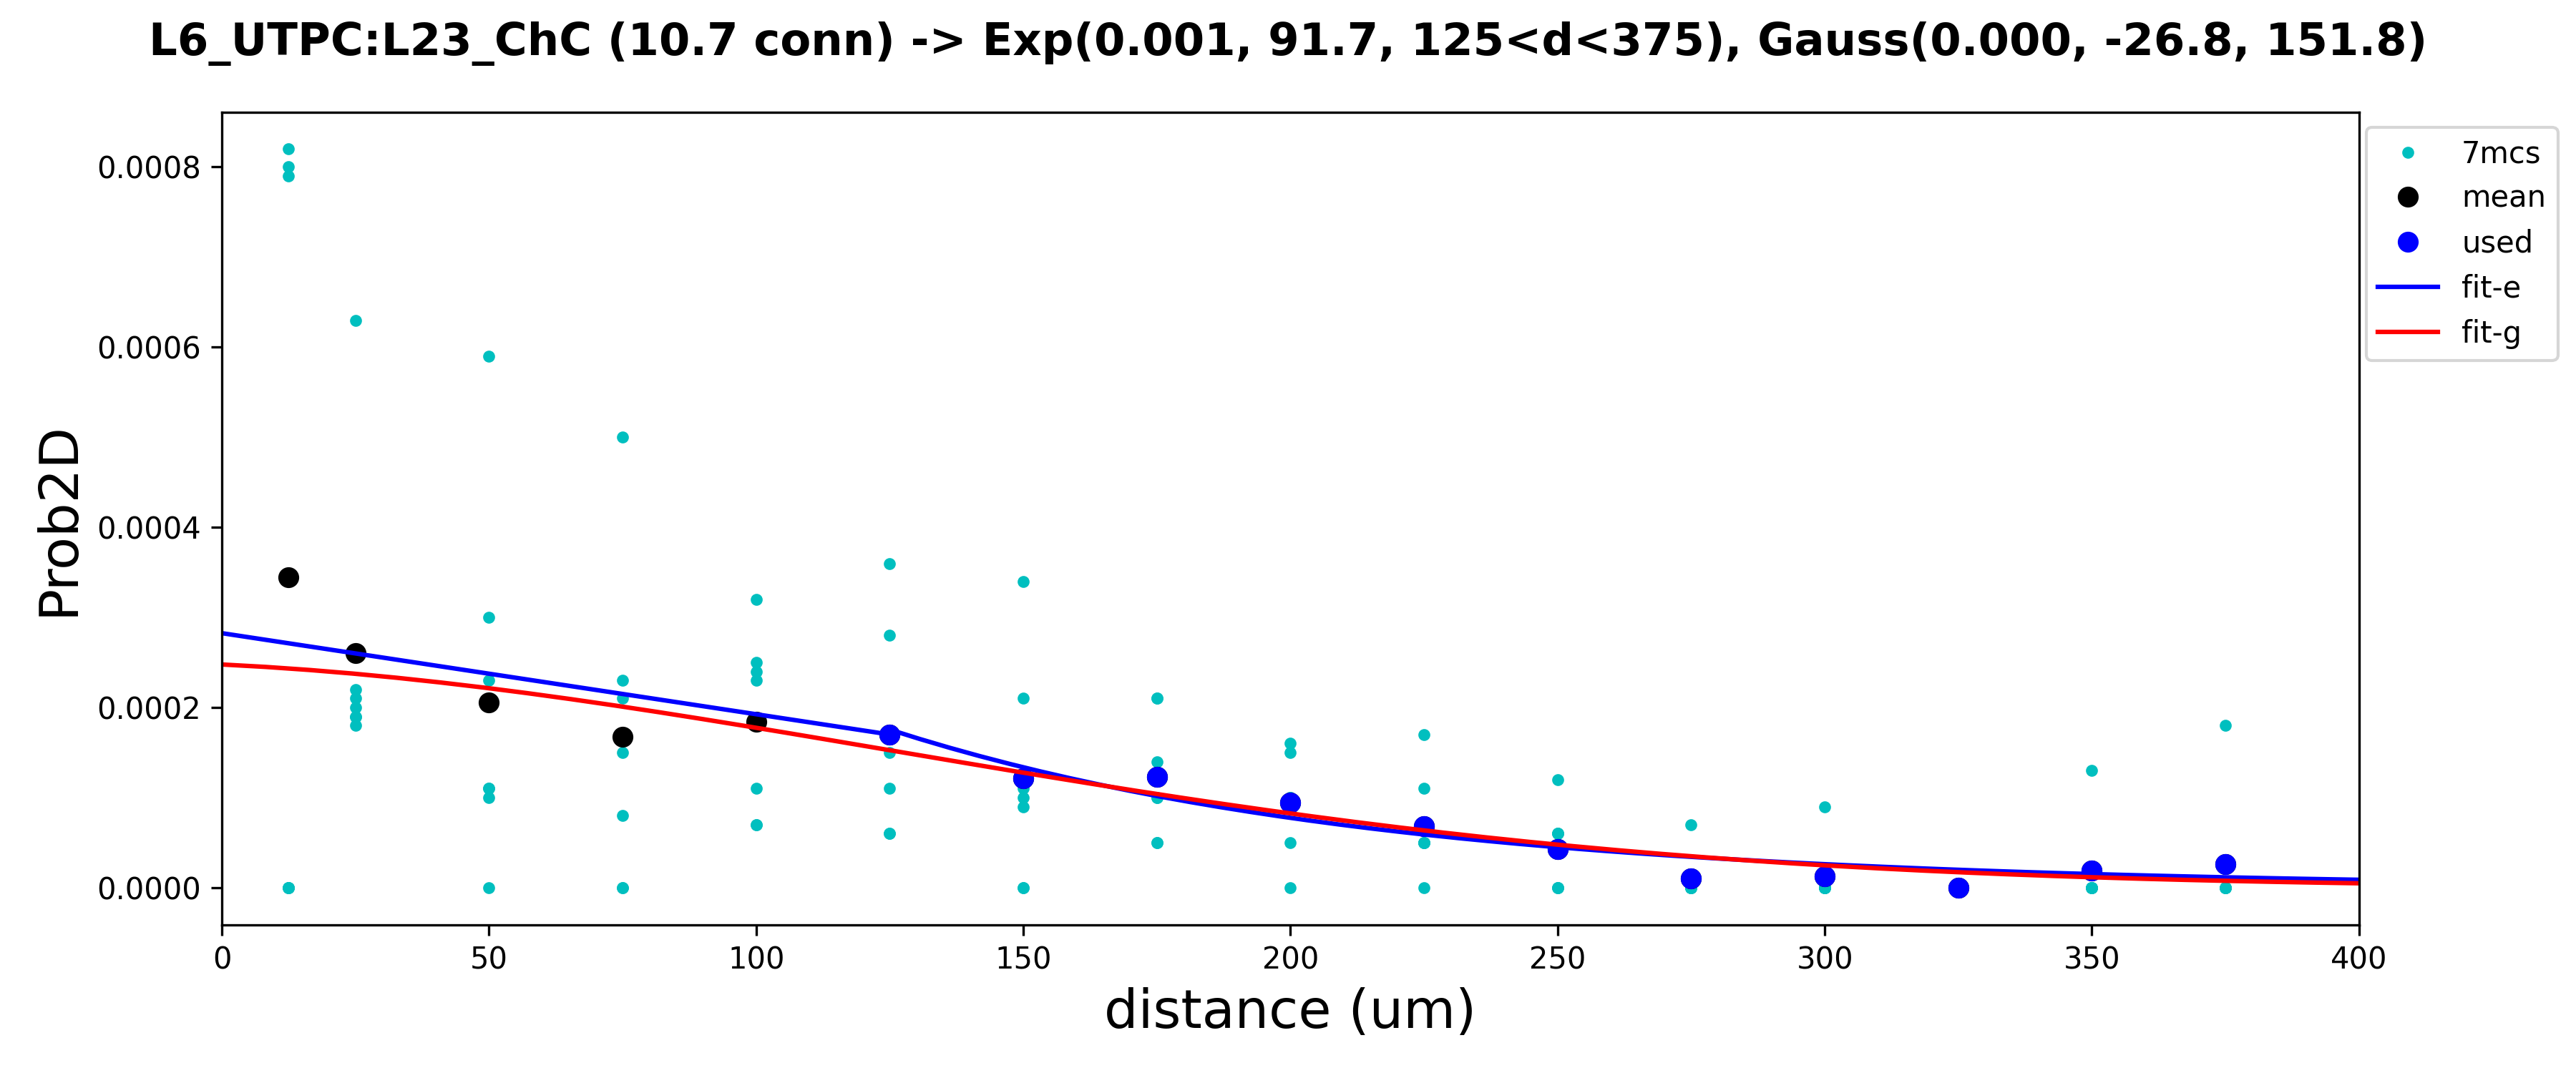 L6_UTPC:L23_ChC (10.7 conn) -> Exp(0.001, 91.7, 125<d<375), Gauss(0.000, -26.8, 151.8)
Prob2D
0.0008
0.0006
0.0004
0.0002
0.0000
0 50 100 150 200 250 300 350 400
distance (um)
7mcs
mean
used
fit-e
fit-g